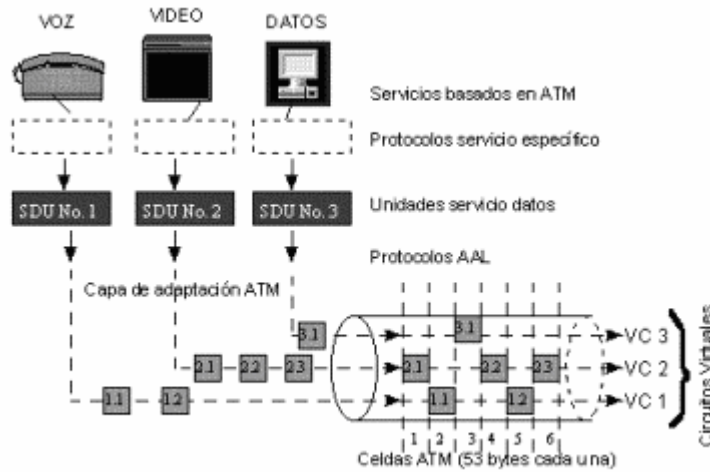 VOZ
VIDEO
DATOS
Servicios basados en ATM
Protocolos servicio específico
SDU No. 1
SDU No. 2
SDU No. 3
Unidades servicio datos
Protocolos AAL
Capa de adaptación ATM
3.1
3.1
VC 3
2.1
2.2
2.3
2.1
2.2
2.3
VC 2
1.1
1.2
1.1
1.2
VC 1
Circuitos Virtuales
1 2 3 4 5 6
Celdas ATM (53 bytes cada una)